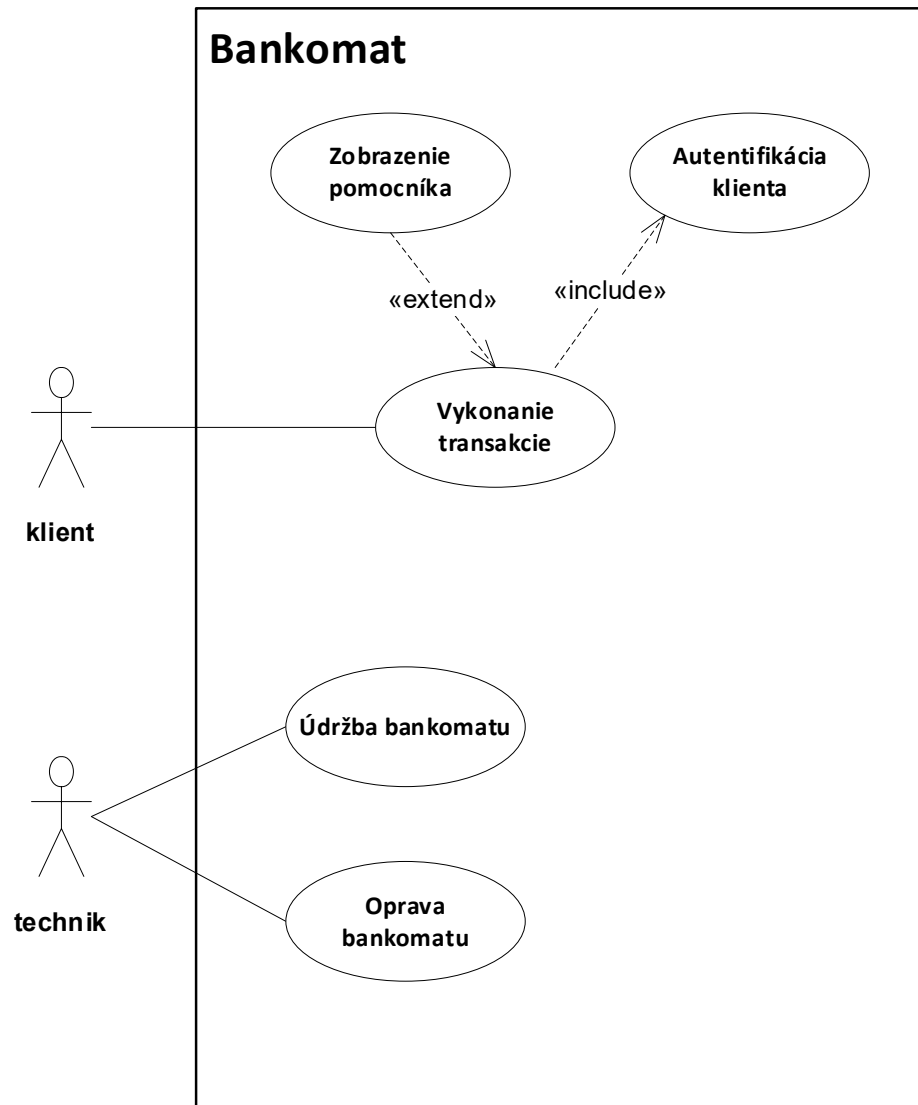 Bankomat
Zobrazenie
pomocníka
Autentifikácia
klienta
«extend»
«include»
Vykonanie
transakcie
klient
Údržba bankomatu
technik
Oprava
bankomatu